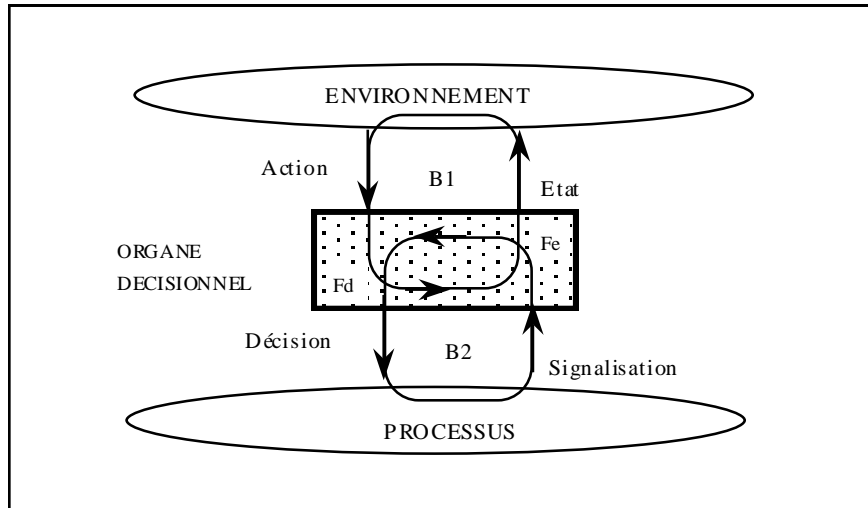 ENVIRONNEMENT
Action
B1
Etat
ORGANE
DECISIONNEL
Fe
Fd
Décision
B2
Signalisation
PROCESSUS